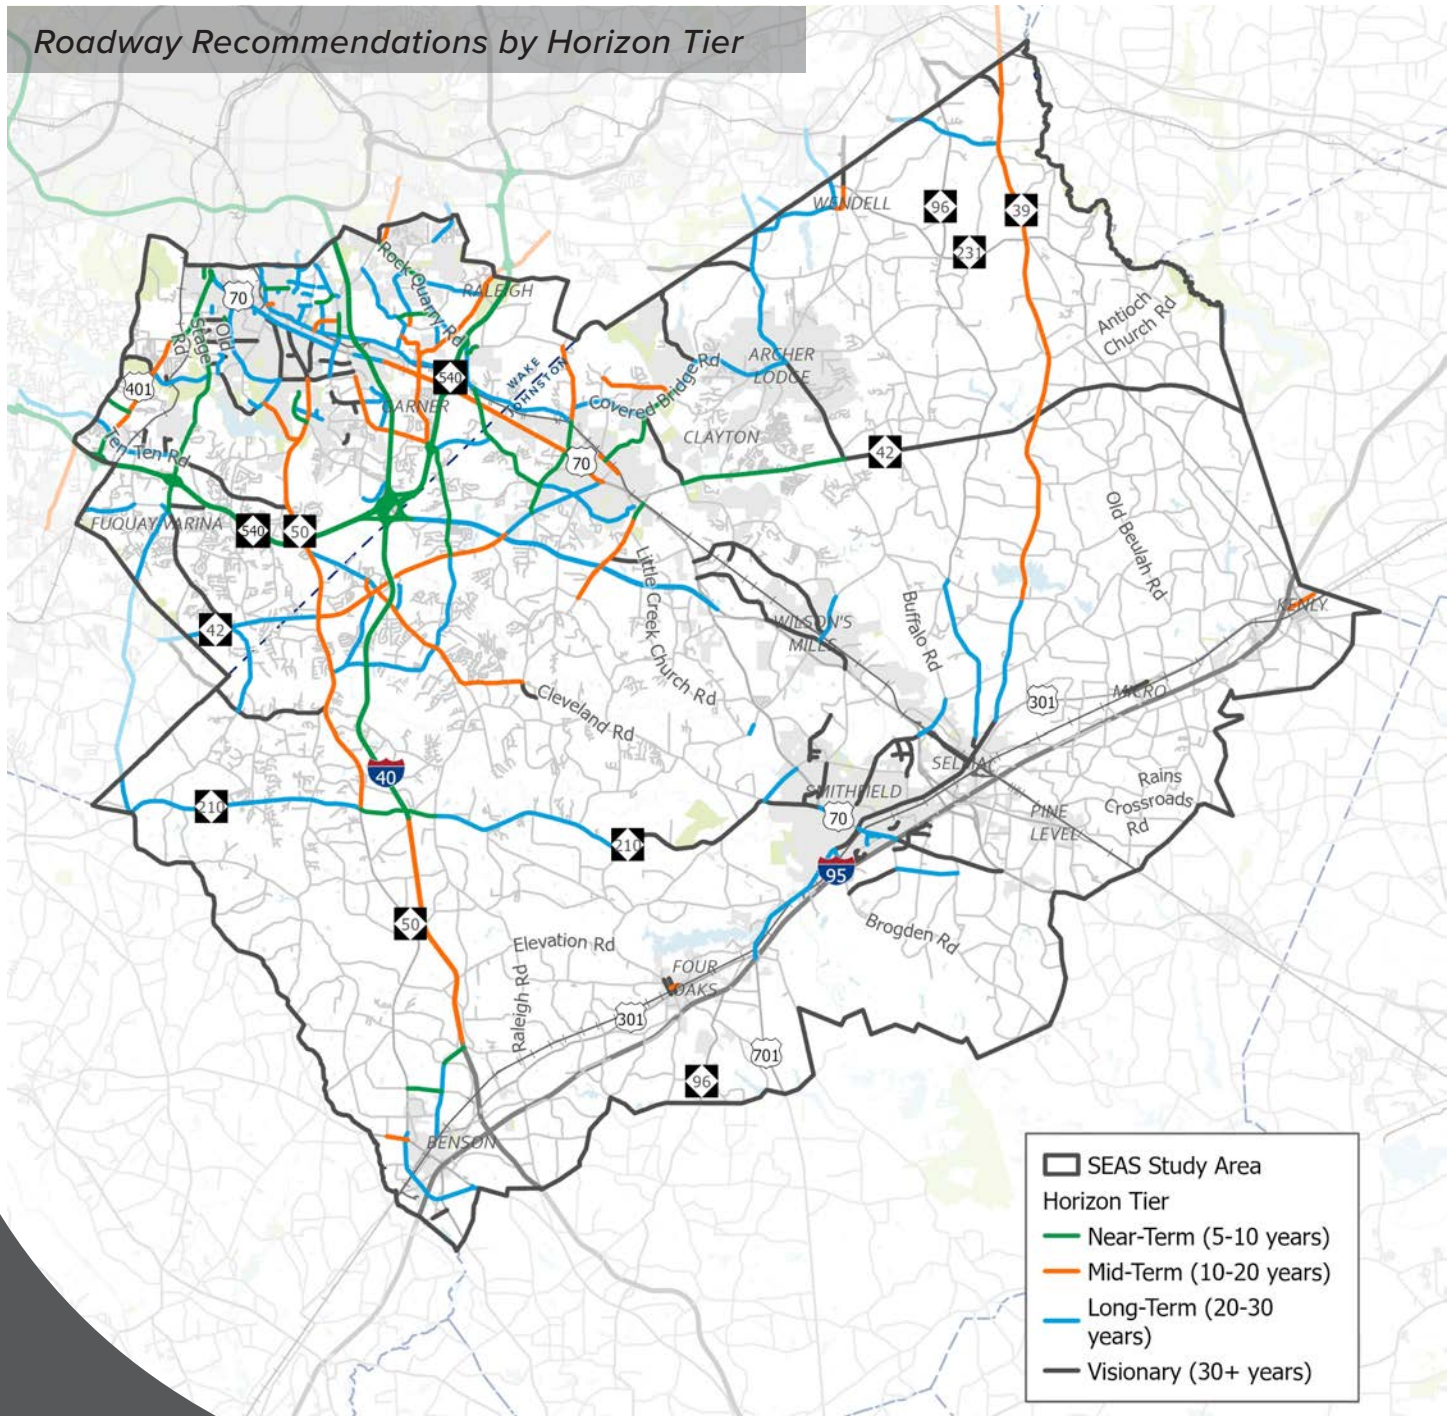 Roadway Recommendations by Horizon Tier
WENDELL
96
39
231
Rock Quarry Rd
70
RALEIGH
Antioch
Church Rd
Old
Stage
Rd
WAKE
JOHNSTON
ARCHER
LODGE
401
540
Covered Bridge Rd
GARNER
CLAYTON
42
Ten-Ten Rd
70
FUQUAY-VARINA
540
50
Old Beulah Rd
Little Creek Church Rd
Buffalo Rd
KENLY
42
WILSON'S
MILLS
MICRO
301
Cleveland Rd
40
SELMA
SMITHFIELD
Rains
Crossroads
Rd
210
70
PINE
LEVEL
210
95
50
Brogden Rd
Elevation Rd
Raleigh Rd
FOUR
OAKS
301
701
96
BENSON
SEAS Study Area
Horizon Tier
Near-Term (5-10 years)
Mid-Term (10-20 years)
Long-Term (20-30
years)
Visionary (30+ years)